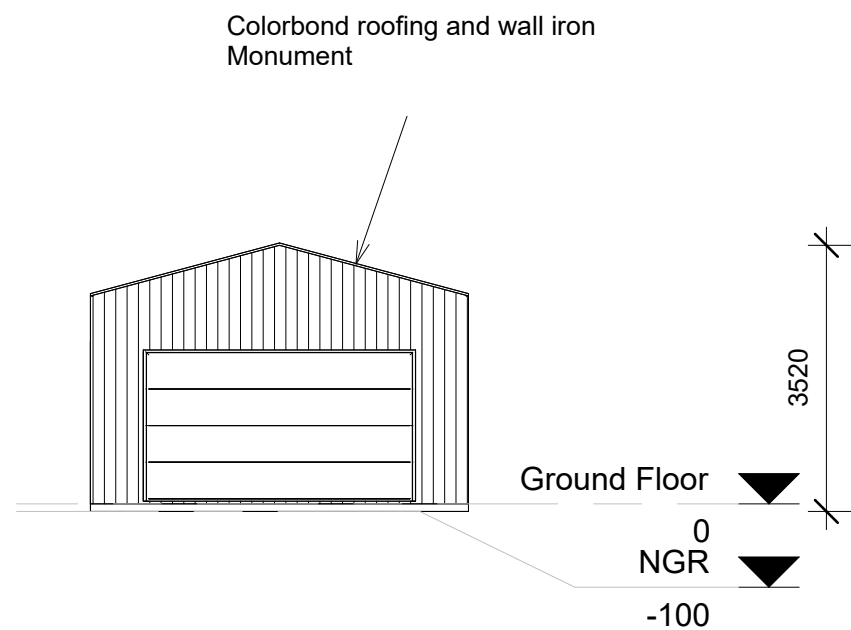 Colorbond roofing and wall iron
Monument
3520
Ground Floor
0
NGR
-100